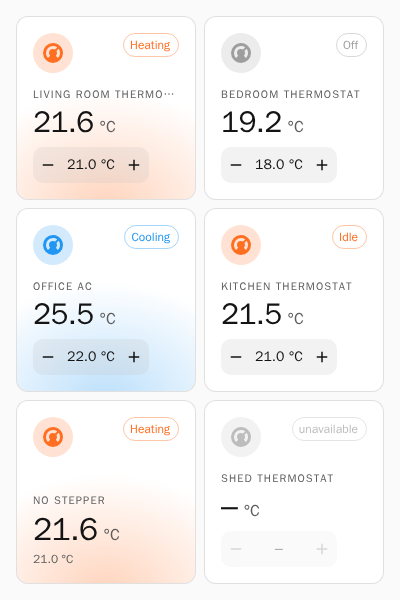 Heating
LIVING ROOM THERMO…
21.6 °C
− 21.0 °C +
Off
BEDROOM THERMOSTAT
19.2 °C
− 18.0 °C +
Cooling
OFFICE AC
25.5 °C
− 22.0 °C +
Idle
KITCHEN THERMOSTAT
21.5 °C
− 21.0 °C +
Heating
NO STEPPER
21.6 °C
21.0 °C
unavailable
SHED THERMOSTAT
— °C
− – +